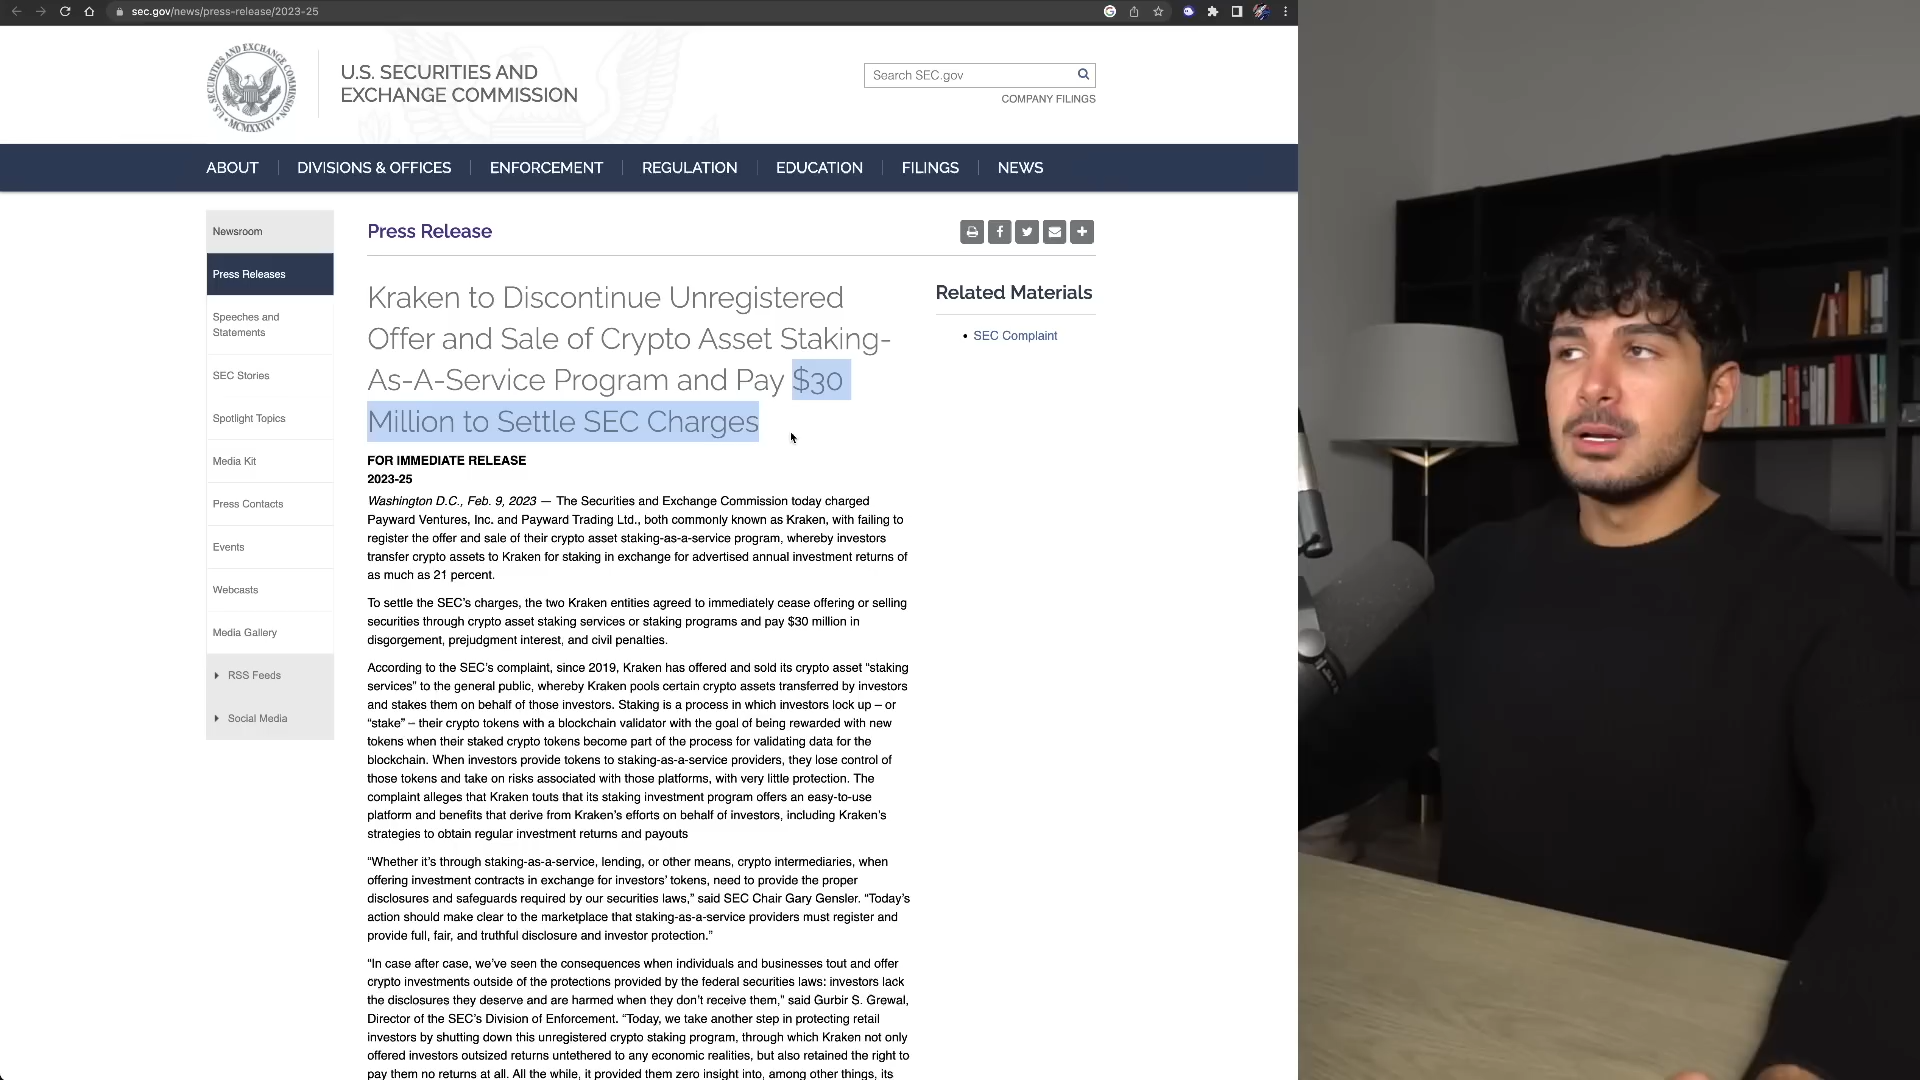 sec.gov/news/press-release/2023-25
U.S. SECURITIES AND
EXCHANGE COMMISSION
Search SEC.gov
COMPANY FILINGS
ABOUT
DIVISIONS & OFFICES
ENFORCEMENT
REGULATION
EDUCATION
FILINGS
NEWS
Newsroom
Press Releases
Speeches and
Statements
SEC Stories
Spotlight Topics
Media Kit
Press Contacts
Events
Webcasts
Media Gallery
RSS Feeds
Social Media
Press Release
Kraken to Discontinue Unregistered
Offer and Sale of Crypto Asset Staking-
As-A-Service Program and Pay $30
Million to Settle SEC Charges
FOR IMMEDIATE RELEASE
2023-25
Washington D.C., Feb. 9, 2023 — The Securities and Exchange Commission today charged
Payward Ventures, Inc. and Payward Trading Ltd., both commonly known as Kraken, with failing to
register the offer and sale of their crypto asset staking-as-a-service program, whereby investors
transfer crypto assets to Kraken for staking in exchange for advertised annual investment returns of
as much as 21 percent.
To settle the SEC's charges, the two Kraken entities agreed to immediately cease offering or selling
securities through crypto asset staking services or staking programs and pay $30 million in
disgorgement, prejudgment interest, and civil penalties.
According to the SEC's complaint, since 2019, Kraken has offered and sold its crypto asset “staking
services” to the general public, whereby Kraken pools certain crypto assets transferred by investors
and stakes them on behalf of those investors. Staking is a process in which investors lock up – or
“stake” – their crypto tokens with a blockchain validator with the goal of being rewarded with new
tokens when their staked crypto tokens become part of the process for validating data for the
blockchain. When investors provide tokens to staking-as-a-service providers, they lose control of
those tokens and take on risks associated with those platforms, with very little protection. The
complaint alleges that Kraken touts that its staking investment program offers an easy-to-use
platform and benefits that derive from Kraken's efforts on behalf of investors, including Kraken's
strategies to obtain regular investment returns and payouts
“Whether it's through staking-as-a-service, lending, or other means, crypto intermediaries, when
offering investment contracts in exchange for investors' tokens, need to provide the proper
disclosures and safeguards required by our securities laws,” said SEC Chair Gary Gensler. “Today's
action should make clear to the marketplace that staking-as-a-service providers must register and
provide full, fair, and truthful disclosure and investor protection.”
“In case after case, we've seen the consequences when individuals and businesses tout and offer
crypto investments outside of the protections provided by the federal securities laws: investors lack
the disclosures they deserve and are harmed when they don't receive them,” said Gurbir S. Grewal,
Director of the SEC's Division of Enforcement. “Today, we take another step in protecting retail
investors by shutting down this unregistered crypto staking program, through which Kraken not only
offered investors outsized returns untethered to any economic realities, but also retained the right to
pay them no returns at all. All the while, it provided them zero insight into, among other things, its
Related Materials
• SEC Complaint